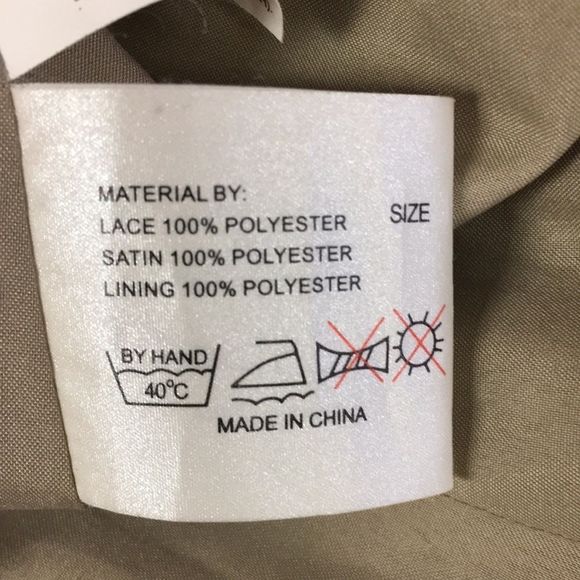 MATERIAL BY:
LACE 100% POLYESTER
SIZE
SATIN 100% POLYESTER
LINING 100% POLYESTER
BY HAND
40°C
MADE IN CHINA